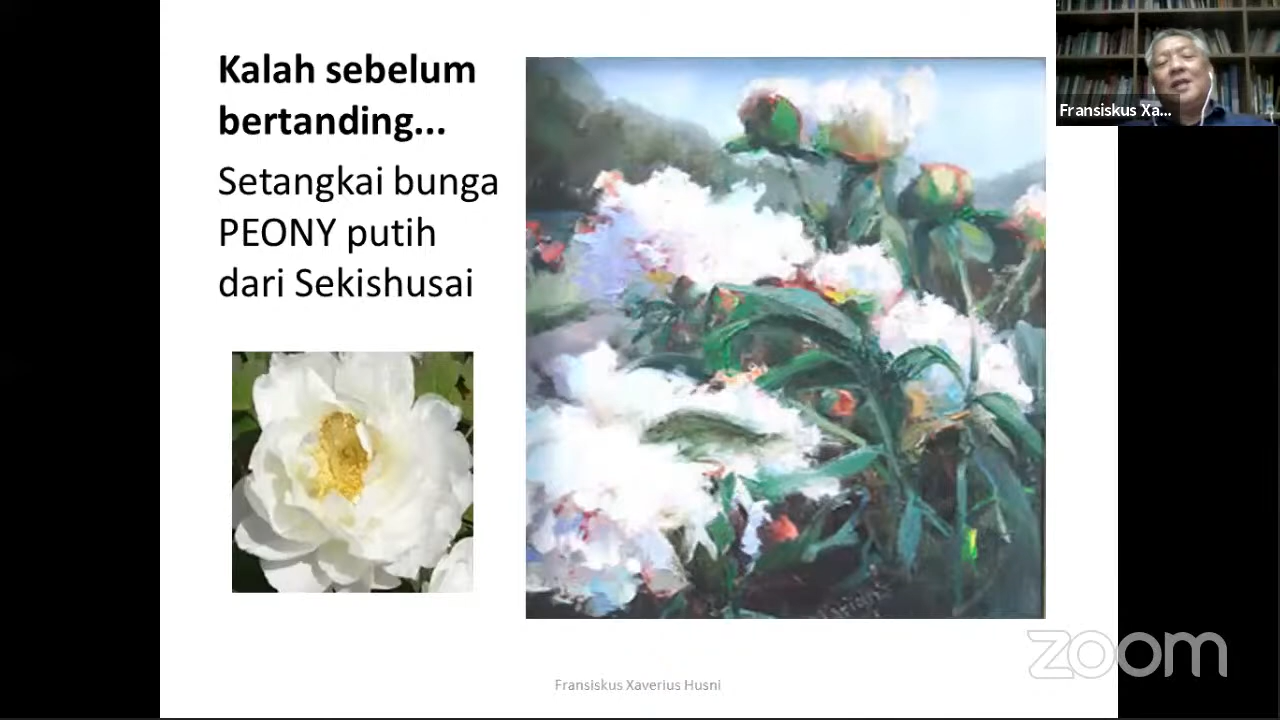 Kalah sebelum
bertanding...
Setangkai bunga
PEONY putih
dari Sekishusai
Fransiskus Xa...
zoom
Fransiskus Xaverius Husni